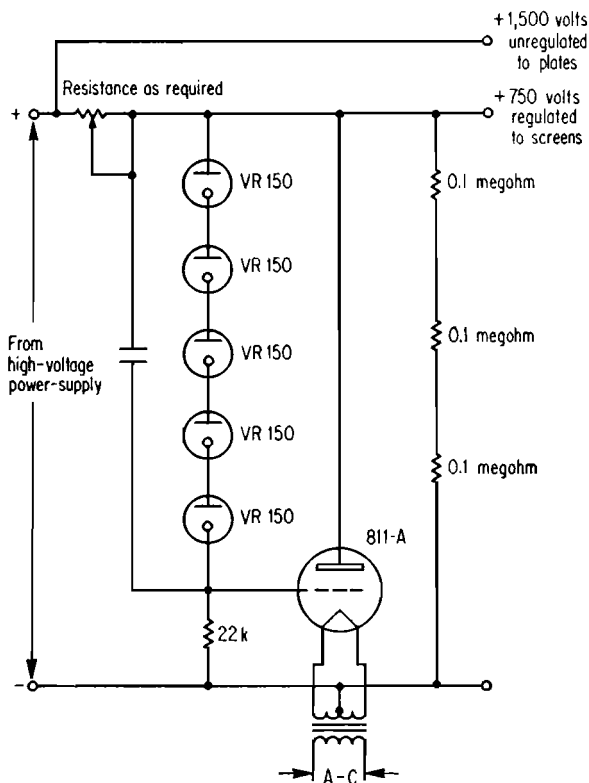 +1,500 volts
unregulated
to plates
Resistance as required
+
+750 volts
regulated
to screens
VR 150
0.1 megohm
VR 150
From
high-voltage
power-supply
VR 150
0.1 megohm
VR 150
0.1 megohm
VR 150
811-A
22k
-
A-C